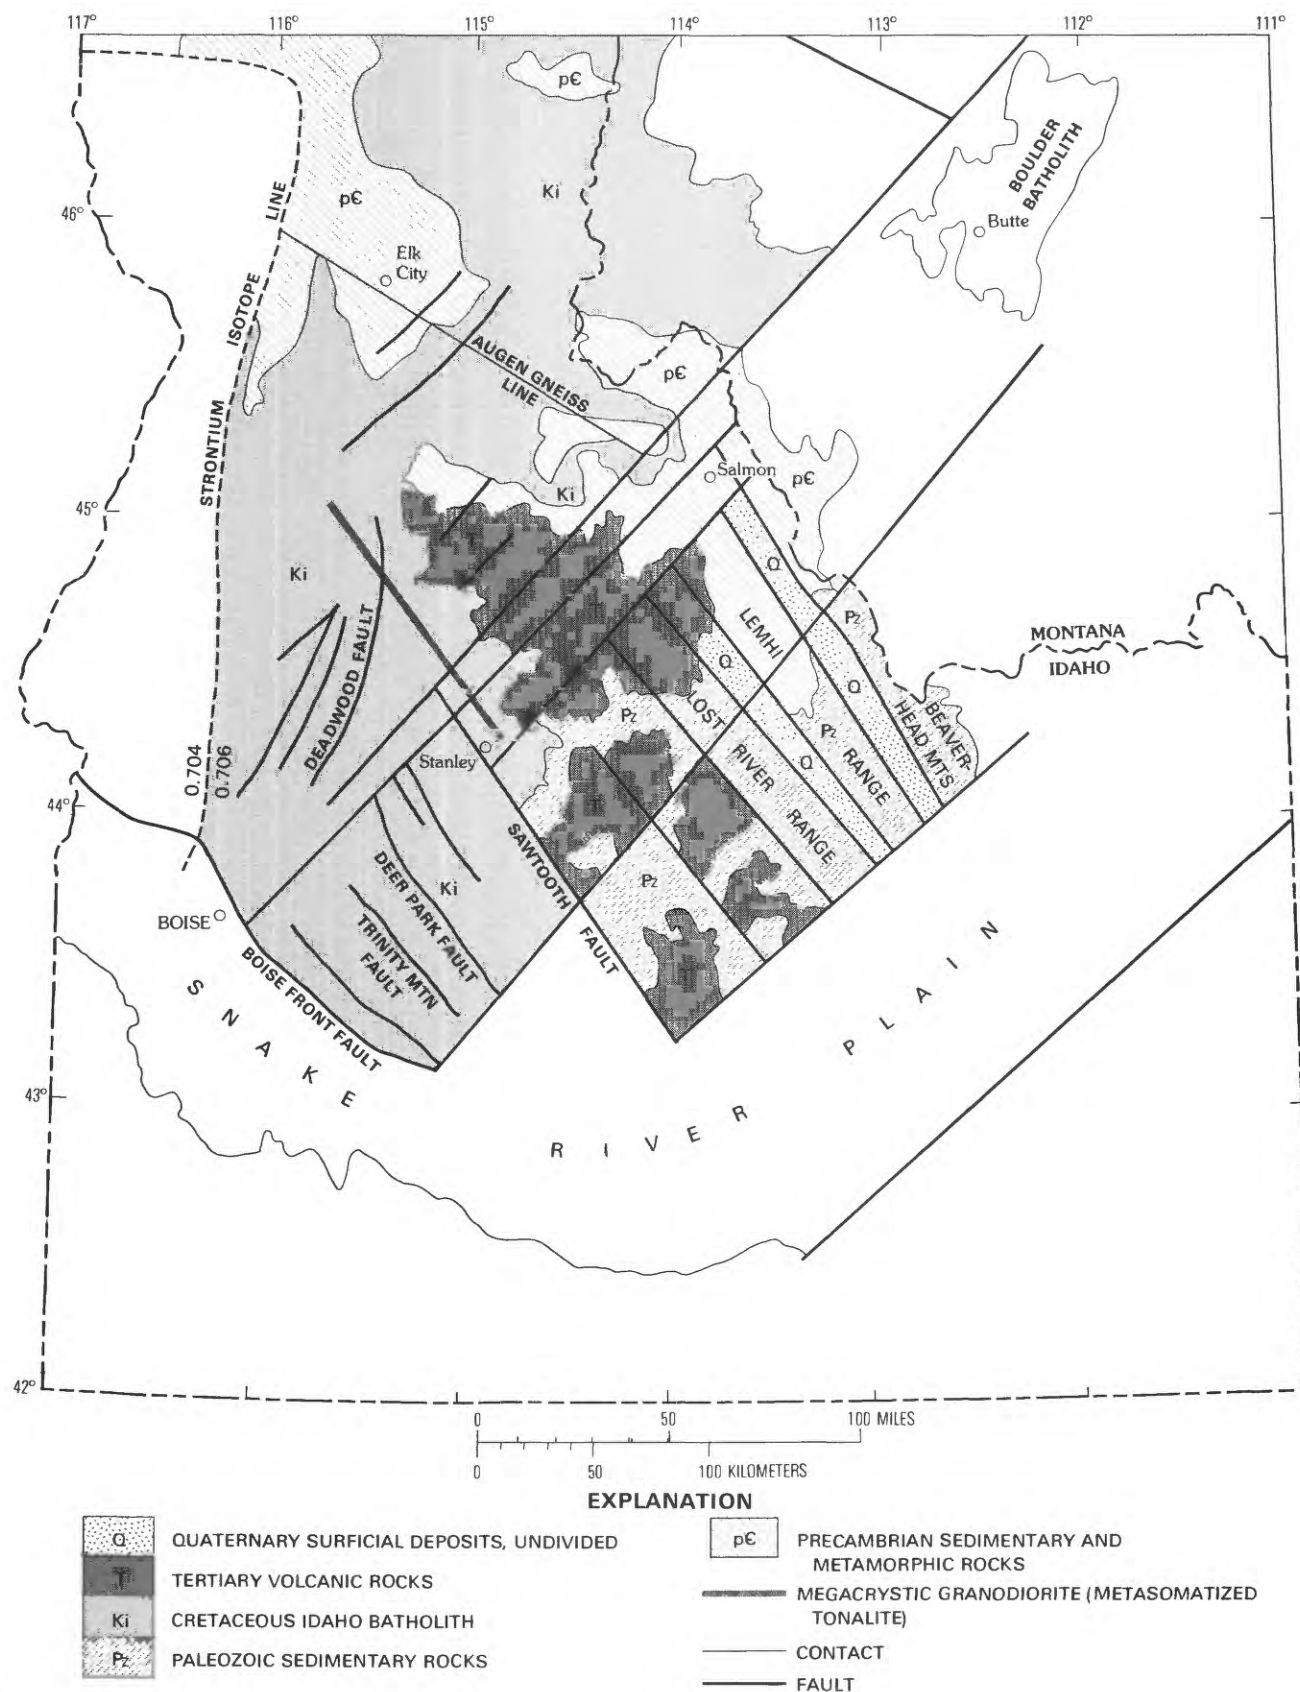 117°
116°
115°
114°
113°
112°
111°
46°
45°
44°
43°
42°
pЄ
pЄ
Ki
BOULDER
BATHOLITH
Butte
Elk
City
STRONTIUM ISOTOPE LINE
AUGEN GNEISS
LINE
pЄ
Salmon
pЄ
Ki
T
Ki
Q
Pz
LEMHI
RANGE
MONTANA
IDAHO
DEADWOOD FAULT
Q
Q
LOST
RIVER
RANGE
Pz
Pz
Q
BEAVER-
HEAD MTS
Stanley
0.704
0.706
T
SAWTOOTH
FAULT
Pz
Ki
DEER PARK FAULT
TRINITY MTN
FAULT
BOISE
BOISE FRONT FAULT
T
SNAKE
RIVER
PLAIN
0 50 100 MILES
0 50 100 KILOMETERS
EXPLANATION
Q QUATERNARY SURFICIAL DEPOSITS, UNDIVIDED
T TERTIARY VOLCANIC ROCKS
Ki CRETACEOUS IDAHO BATHOLITH
Pz PALEOZOIC SEDIMENTARY ROCKS
pЄ PRECAMBRIAN SEDIMENTARY AND
METAMORPHIC ROCKS
MEGACRYSTIC GRANODIORITE (METASOMATIZED
TONALITE)
CONTACT
FAULT